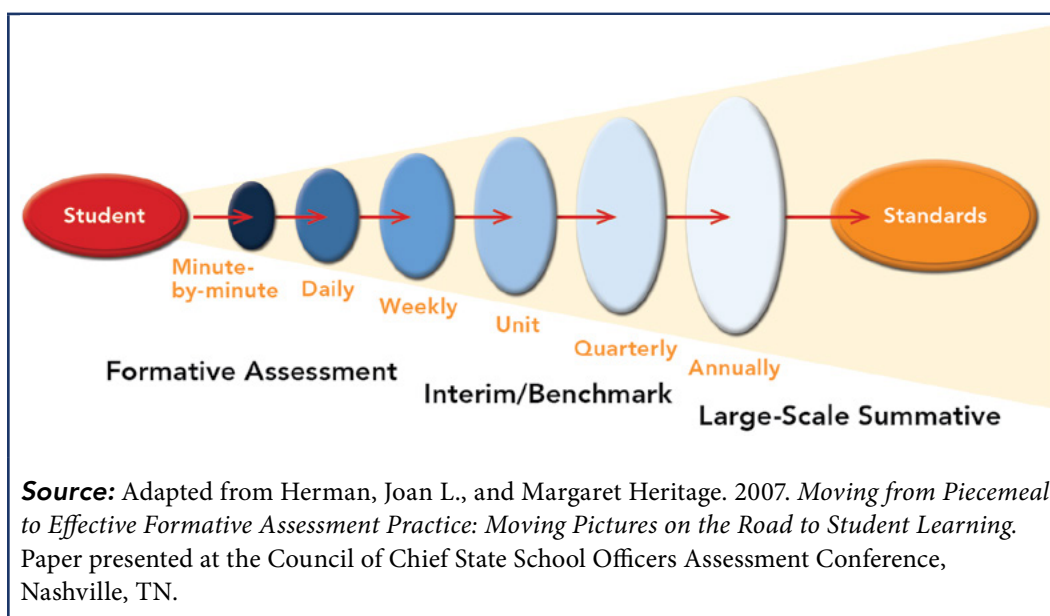 Student
Standards
Minute-
by-minute
Daily
Weekly
Unit
Quarterly
Annually
Formative Assessment
Interim/Benchmark
Large-Scale Summative
Source: Adapted from Herman, Joan L., and Margaret Heritage. 2007. Moving from Piecemeal
to Effective Formative Assessment Practice: Moving Pictures on the Road to Student Learning.
Paper presented at the Council of Chief State School Officers Assessment Conference,
Nashville, TN.